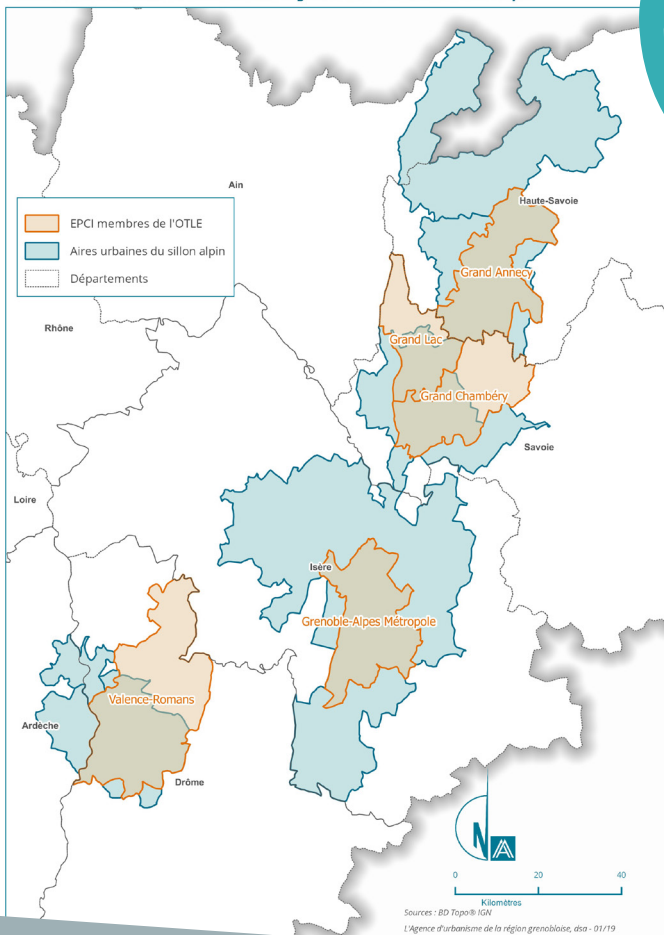 Ain
EPCI membres de l'OTLE
Aires urbaines du sillon alpin
Départements
Haute-Savoie
Grand Annecy
Rhône
Grand Lac
Grand Chambéry
Savoie
Loire
Isère
Grenoble-Alpes Métropole
Valence-Romans
Ardèche
Drôme
N
0 20 40
Kilomètres
Sources : BD Topo® IGN
L'Agence d'urbanisme de la région grenobloise, dsa - 01/19